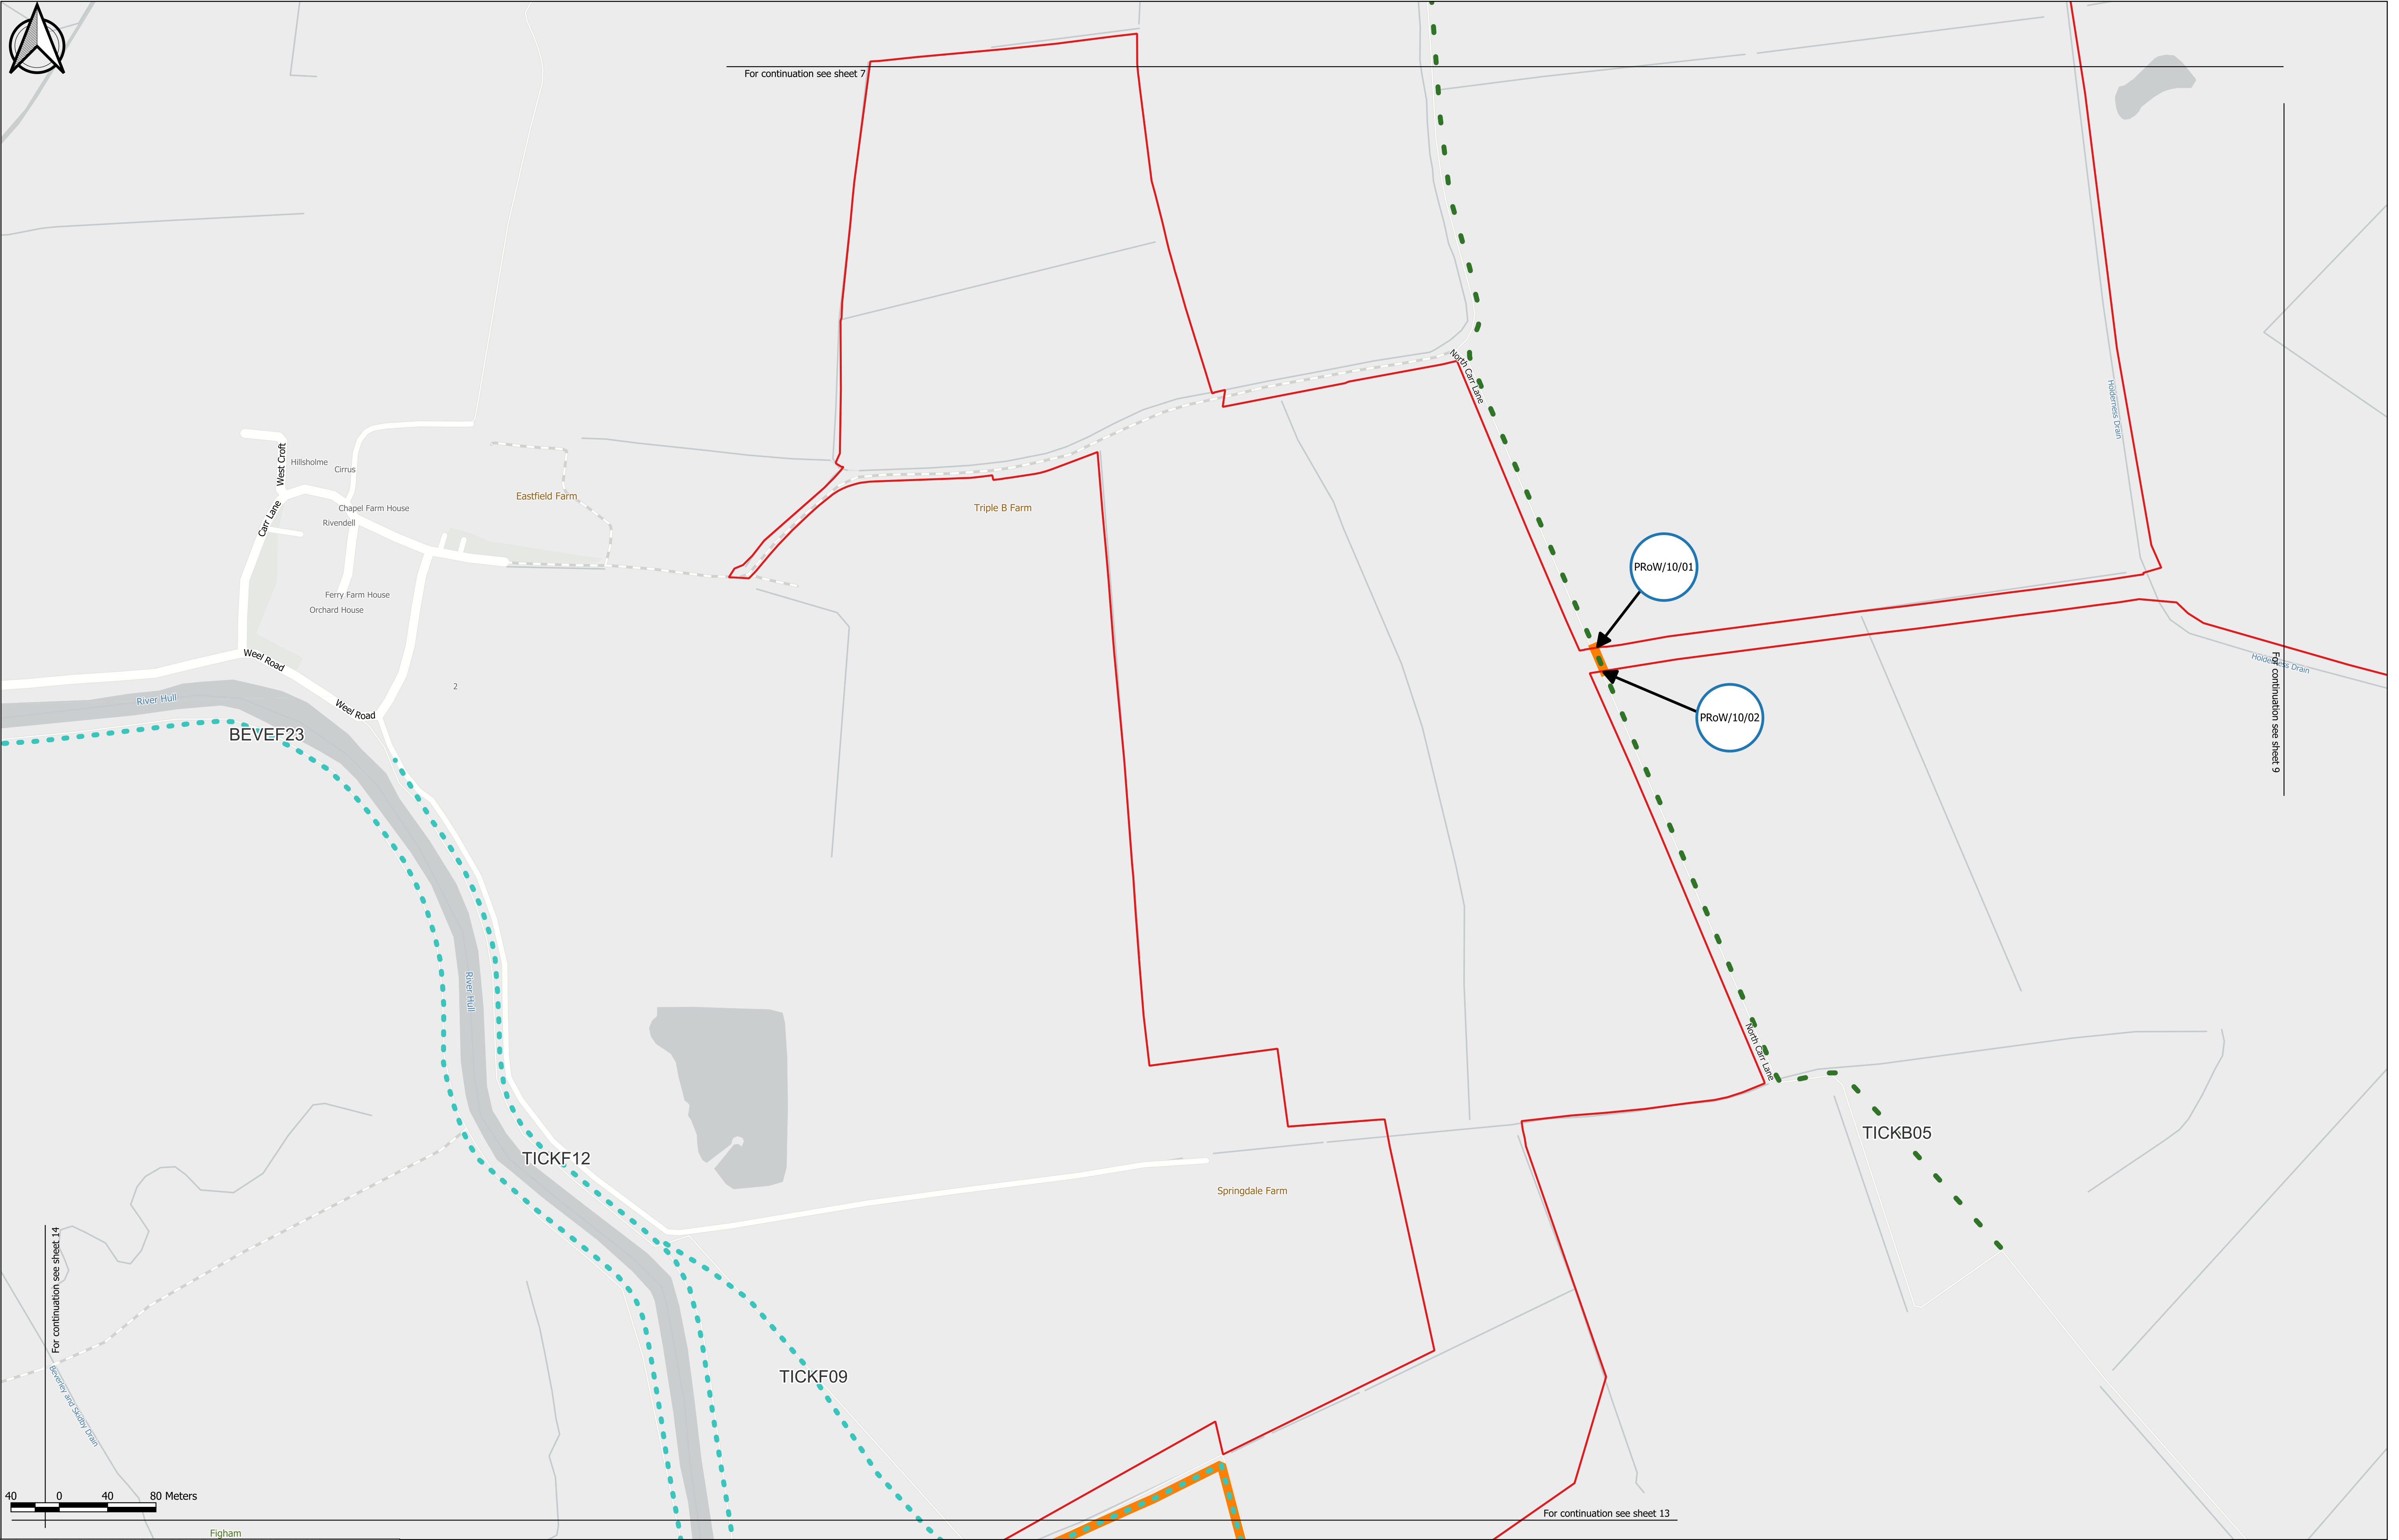 For continuation see sheet 7
North Carr Lane
Holderness Drain
West Croft
Hillsholme
Cirrus
Carr Lane
Chapel Farm House
Rivendell
Eastfield Farm
Triple B Farm
PRoW/10/01
Ferry Farm House
Orchard House
Weel Road
Holderness Drain
For continuation see sheet 9
2
River Hull
Weel Road
PRoW/10/02
BEVEF23
River Hull
North Carr Lane
TICKB05
TICKF12
Springdale Farm
For continuation see sheet 14
TICKF09
Beverley and Skidby Drain
40 0 40 80 Meters
For continuation see sheet 13
Figham